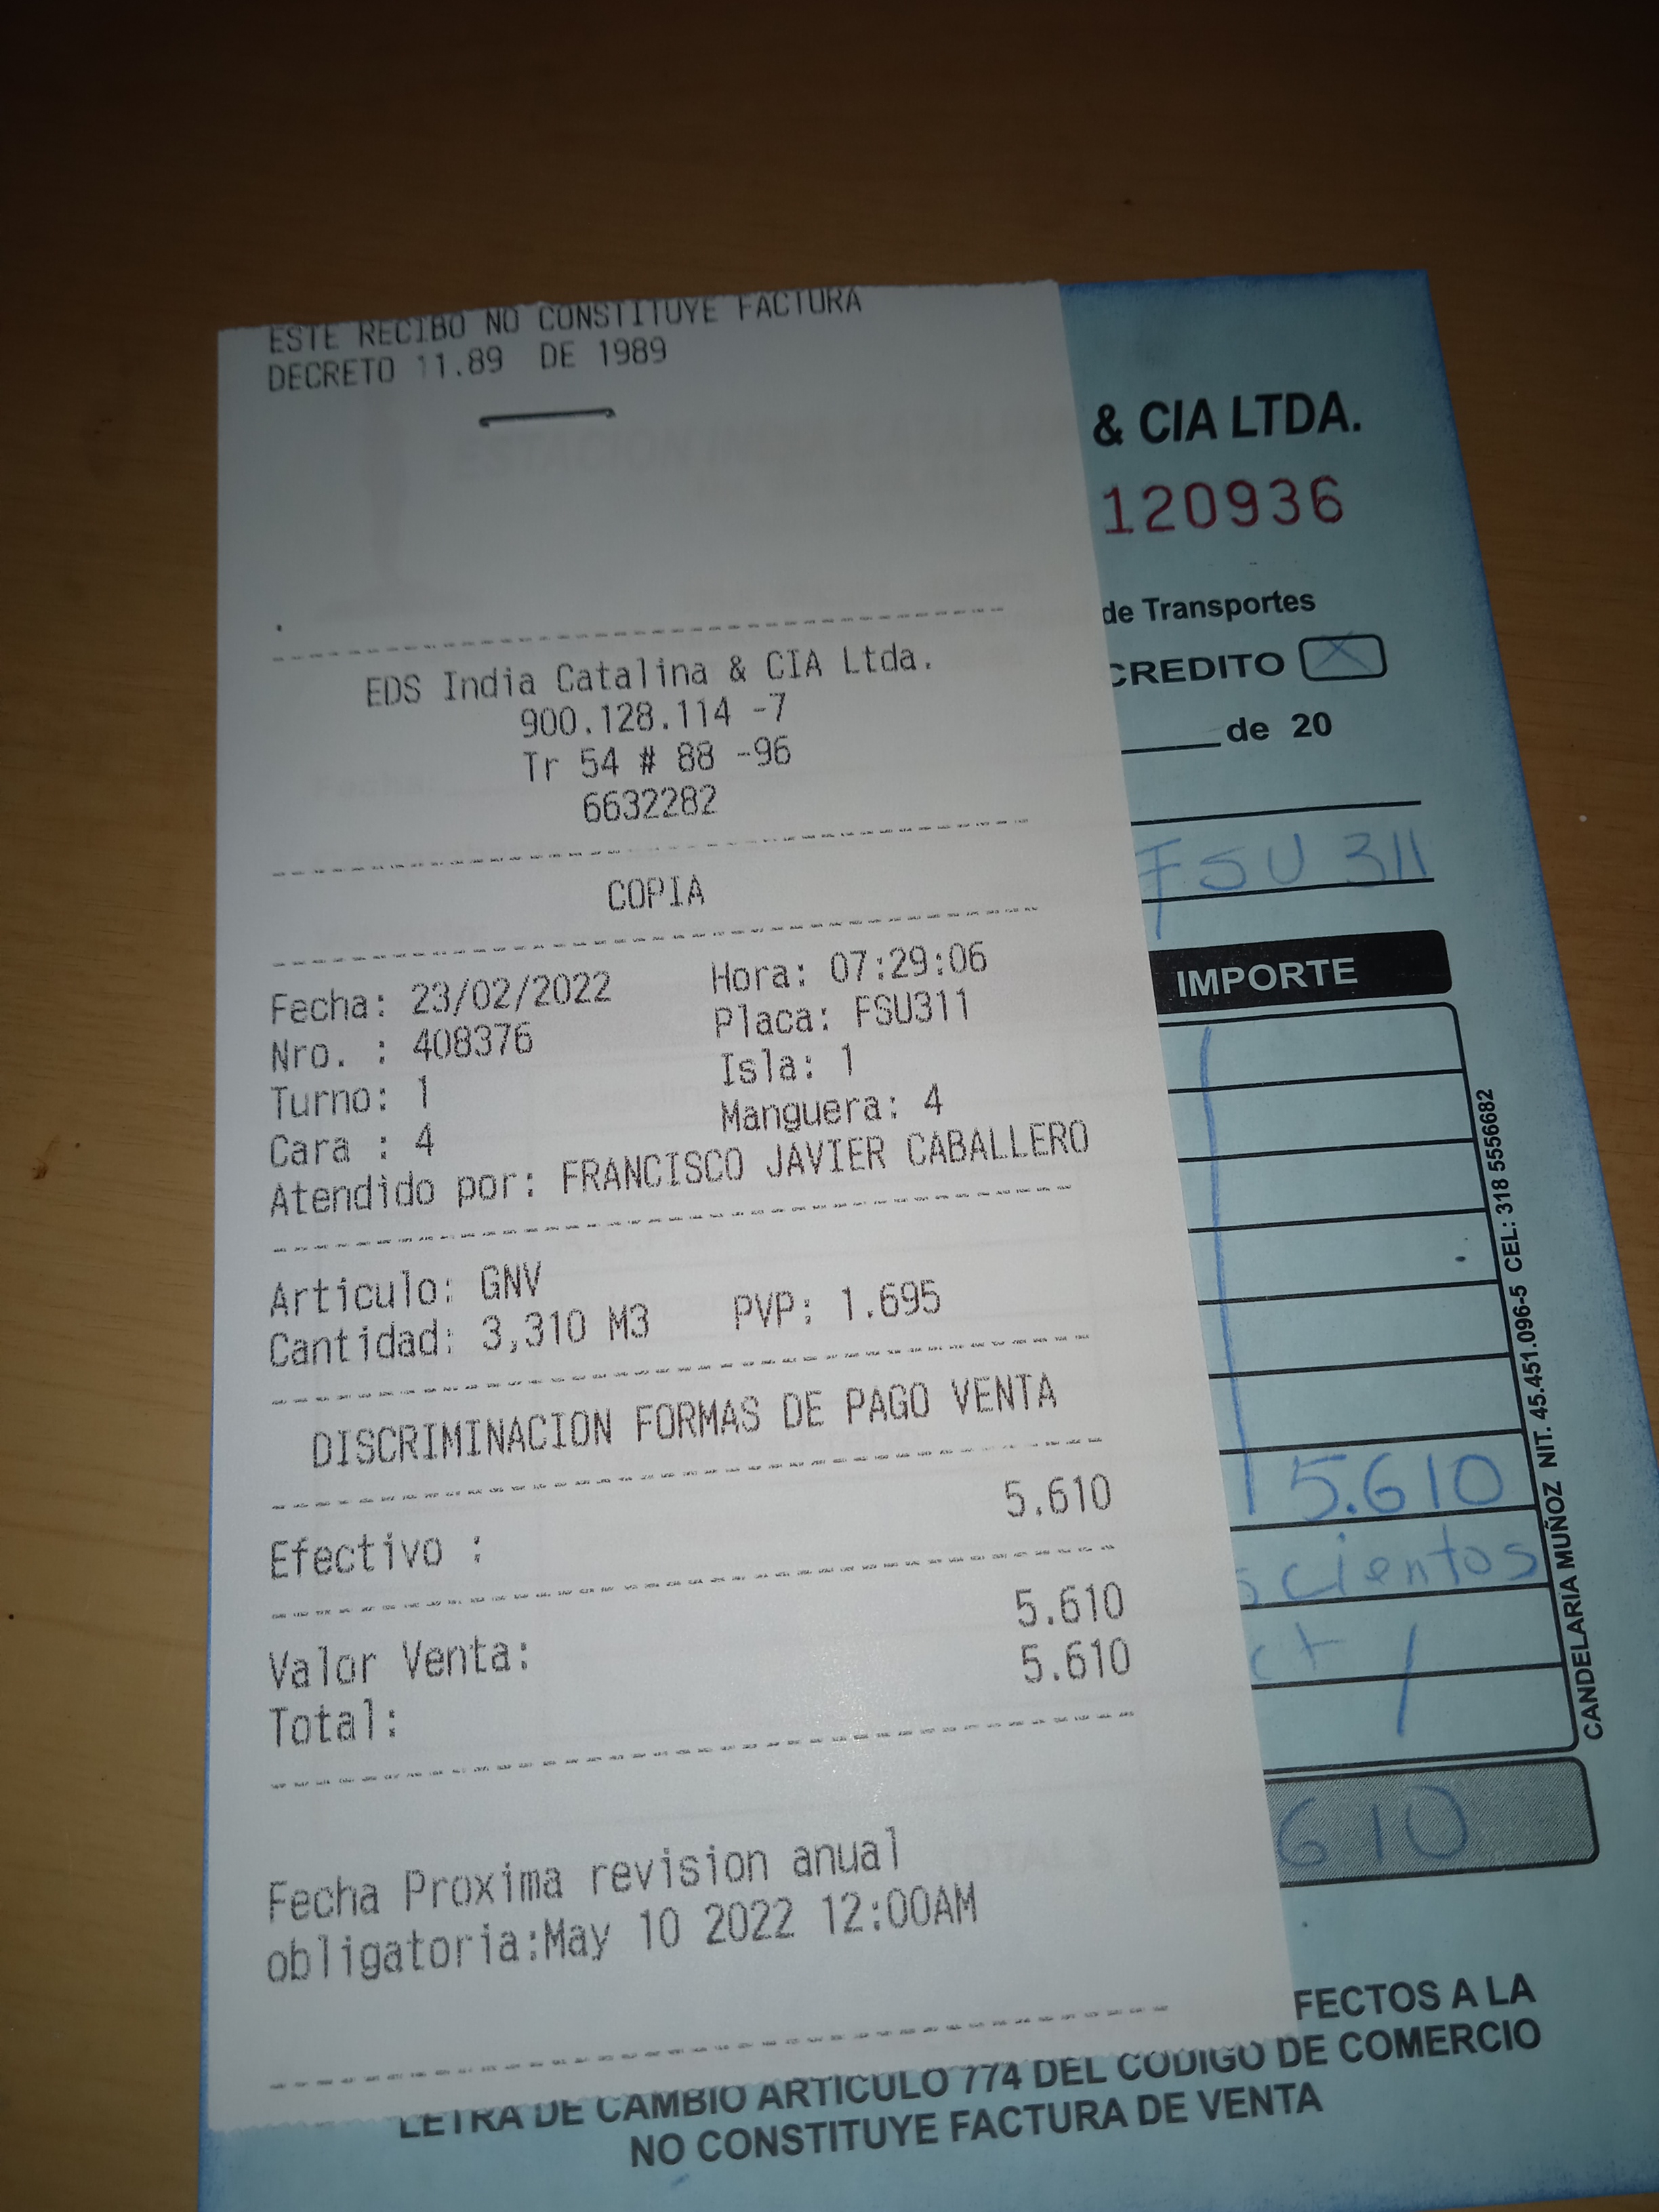 ESTE RECIBO NO CONSTITUYE FACTURA
DECRETO 11.89 DE 1989
EDS India Catalina & CIA Ltda.
900.128.114 -7
Tr 54 # 88 -96
6632282
COPIA
Fecha: 23/02/2022 Hora: 07:29:06
Nro. : 408376 Placa: FSU311
Turno: 1 Isla: 1
Cara : 4 Manguera: 4
Atendido por: FRANCISCO JAVIER CABALLERO
Articulo: GNV
Cantidad: 3,310 M3 PVP: 1.695
DISCRIMINACION FORMAS DE PAGO VENTA
Efectivo : 5.610
Valor Venta: 5.610
Total: 5.610
Fecha Proxima revision anual
obligatoria:May 10 2022 12:00AM
& CIA LTDA.
120936
de Transportes
CREDITO X
de 20
FSU 311
IMPORTE
5.610
scientos
610
CANDELARIA MUÑOZ NIT. 45.451.096-5 CEL: 318 5556682
FECTOS A LA
LETRA DE CAMBIO ARTICULO 774 DEL CODIGO DE COMERCIO
NO CONSTITUYE FACTURA DE VENTA